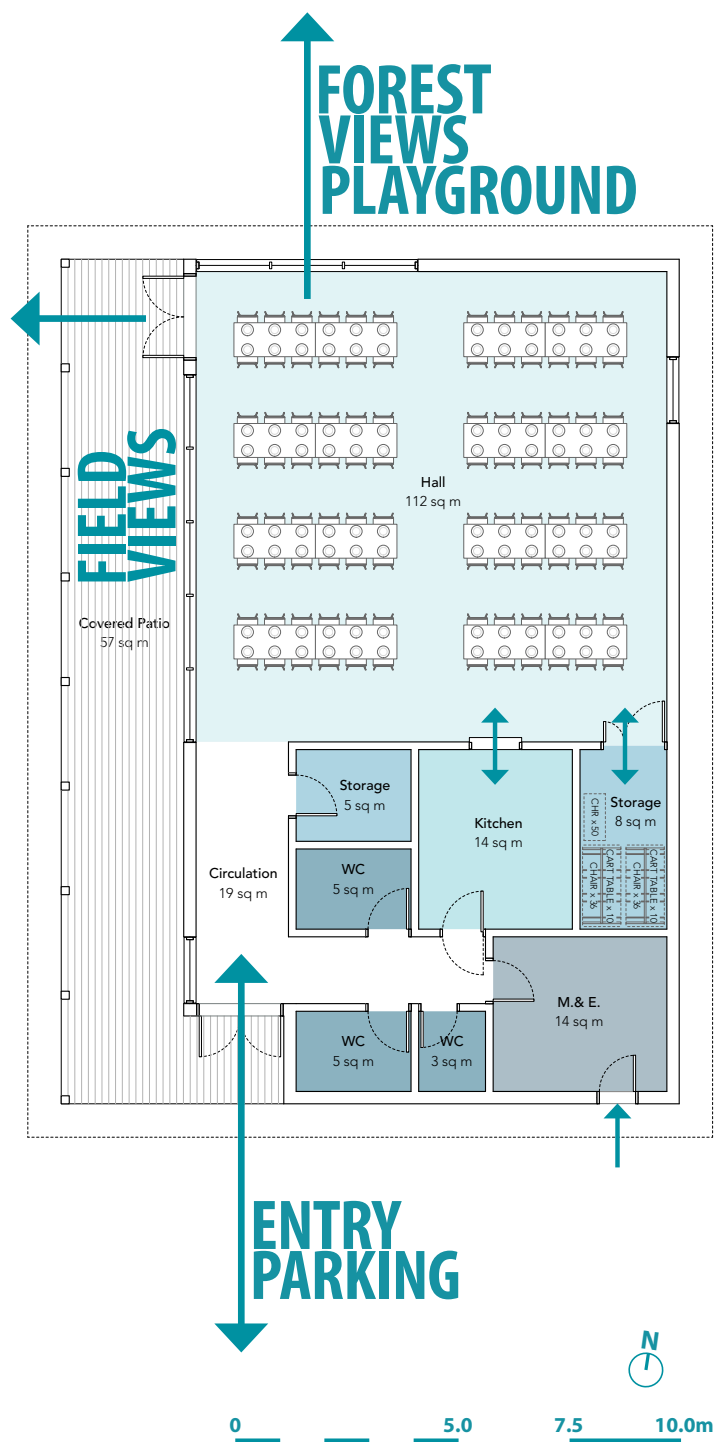 FOREST
VIEWS
PLAYGROUND
FIELD
VIEWS
Hall
112 sq m
Covered Patio
57 sq m
Storage
5 sq m
Kitchen
14 sq m
Storage
8 sq m
CHR x 50
CHAIR x 36
CART TABLE x 10
CHAIR x 36
CART TABLE x 10
Circulation
19 sq m
WC
5 sq m
M.& E.
14 sq m
WC
5 sq m
WC
3 sq m
ENTRY
PARKING
N
0 5.0 7.5 10.0m